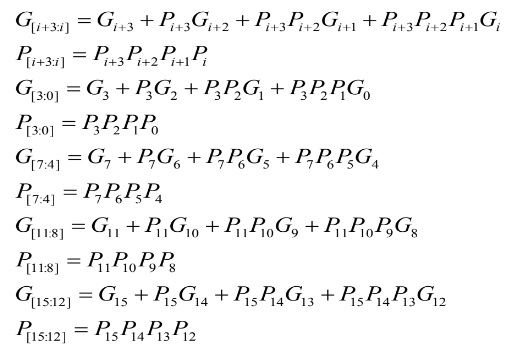 G[i+3:i] = Gi+3 + Pi+3Gi+2 + Pi+3Pi+2Gi+1 + Pi+3Pi+2Pi+1Gi
P[i+3:i] = Pi+3Pi+2Pi+1Pi
G[3:0] = G3 + P3G2 + P3P2G1 + P3P2P1G0
P[3:0] = P3P2P1P0
G[7:4] = G7 + P7G6 + P7P6G5 + P7P6P5G4
P[7:4] = P7P6P5P4
G[11:8] = G11 + P11G10 + P11P10G9 + P11P10P9G8
P[11:8] = P11P10P9P8
G[15:12] = G15 + P15G14 + P15P14G13 + P15P14P13G12
P[15:12] = P15P14P13P12